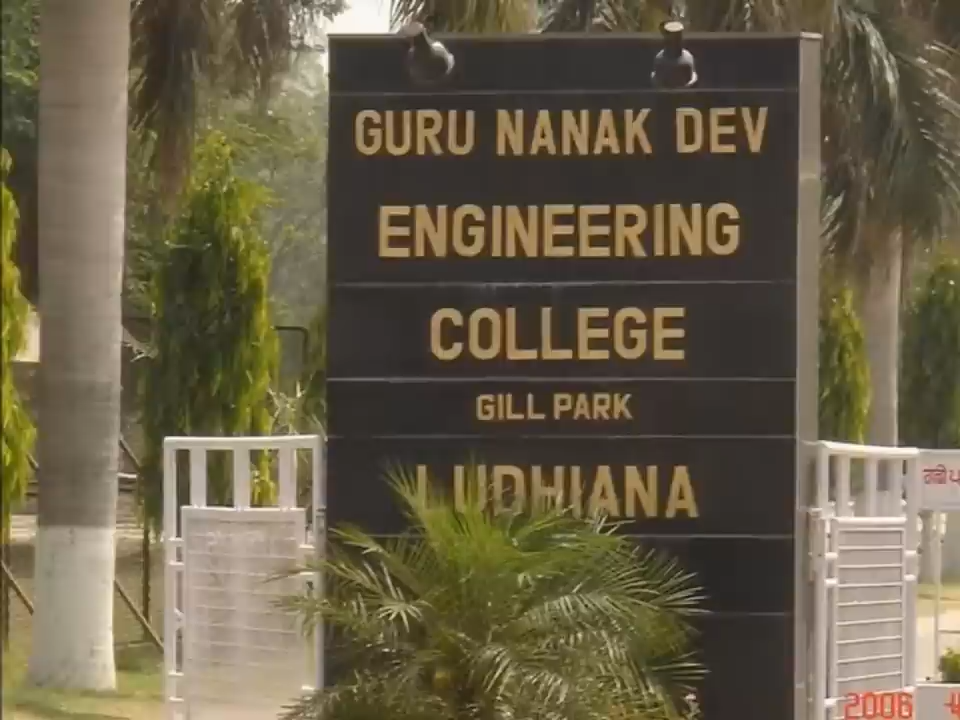 GURU NANAK DEV
ENGINEERING
COLLEGE
GILL PARK
LUDHIANA
2006